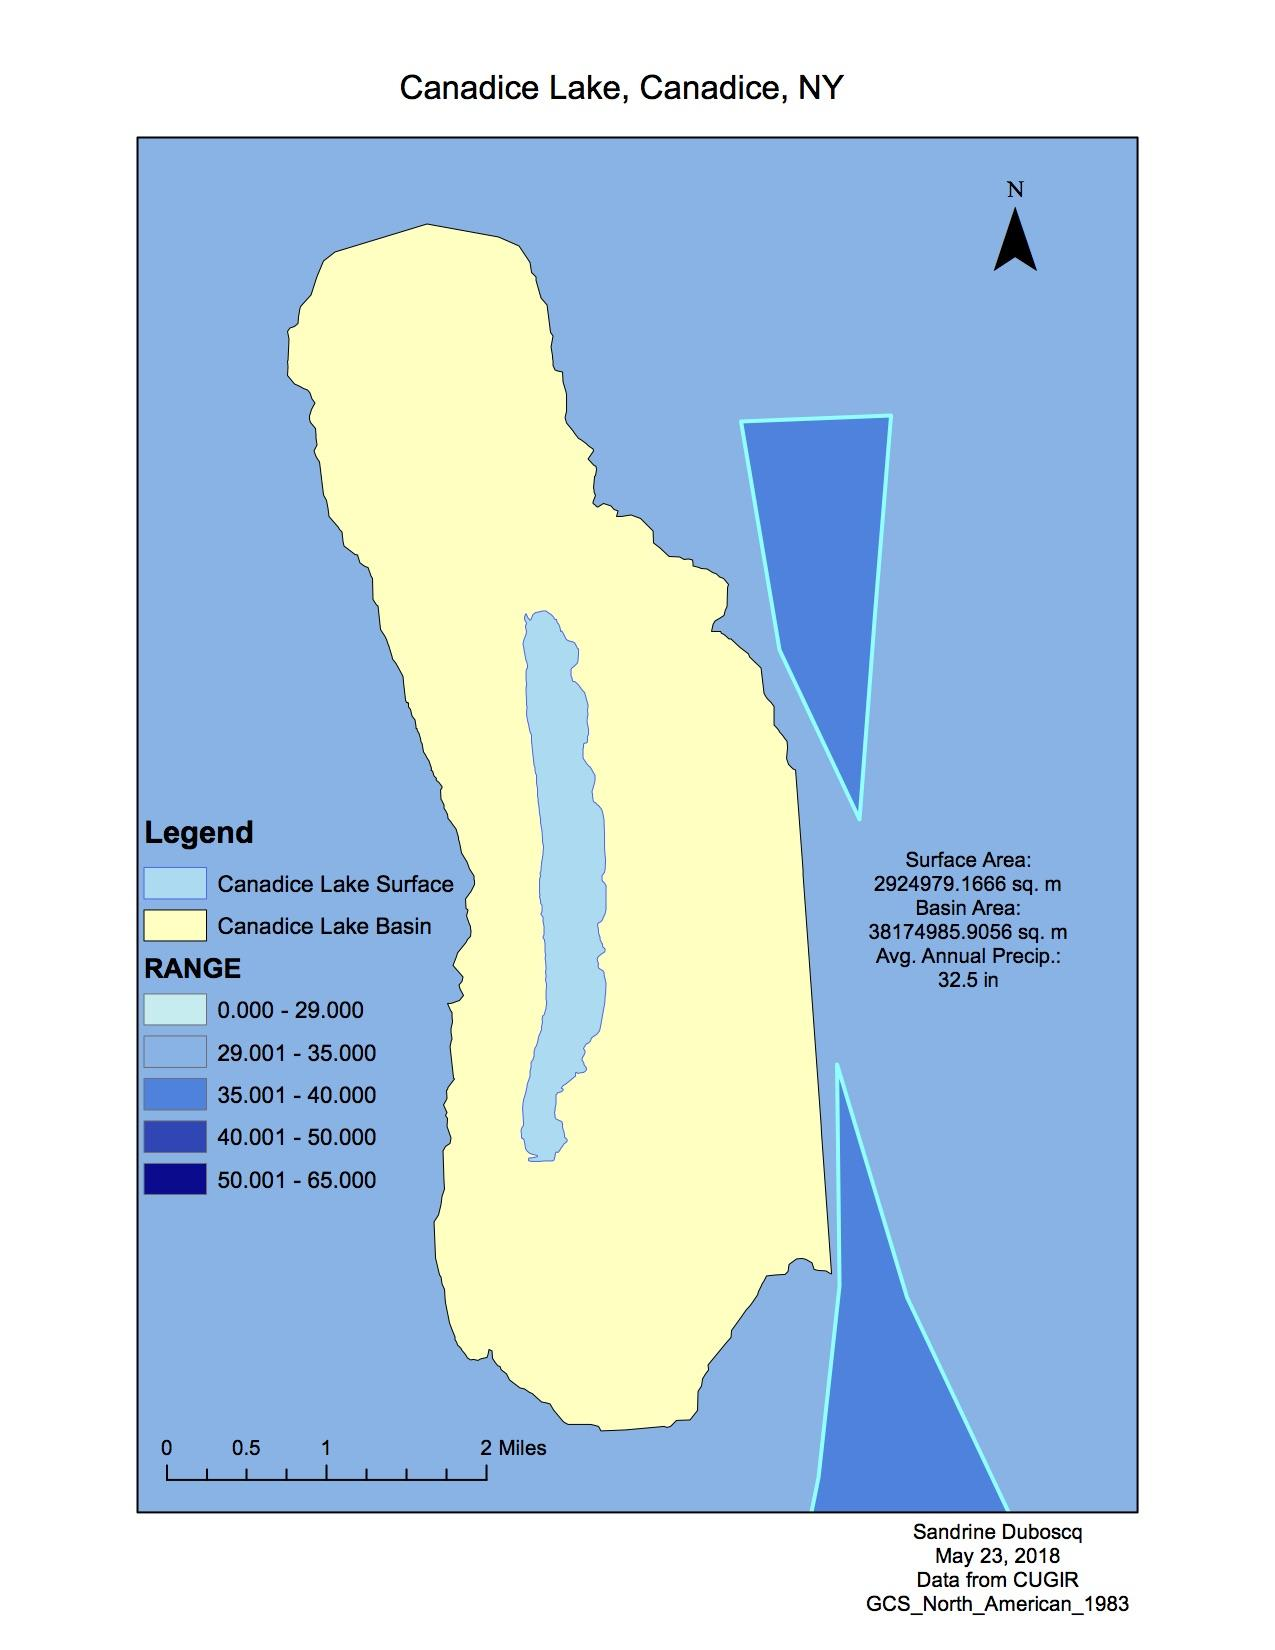 Canadice Lake, Canadice, NY
N
Legend
Canadice Lake Surface
Canadice Lake Basin
RANGE
0.000 - 29.000
29.001 - 35.000
35.001 - 40.000
40.001 - 50.000
50.001 - 65.000
Surface Area:
2924979.1666 sq. m
Basin Area:
38174985.9056 sq. m
Avg. Annual Precip.:
32.5 in
0 0.5 1 2 Miles
Sandrine Duboscq
May 23, 2018
Data from CUGIR
GCS_North_American_1983